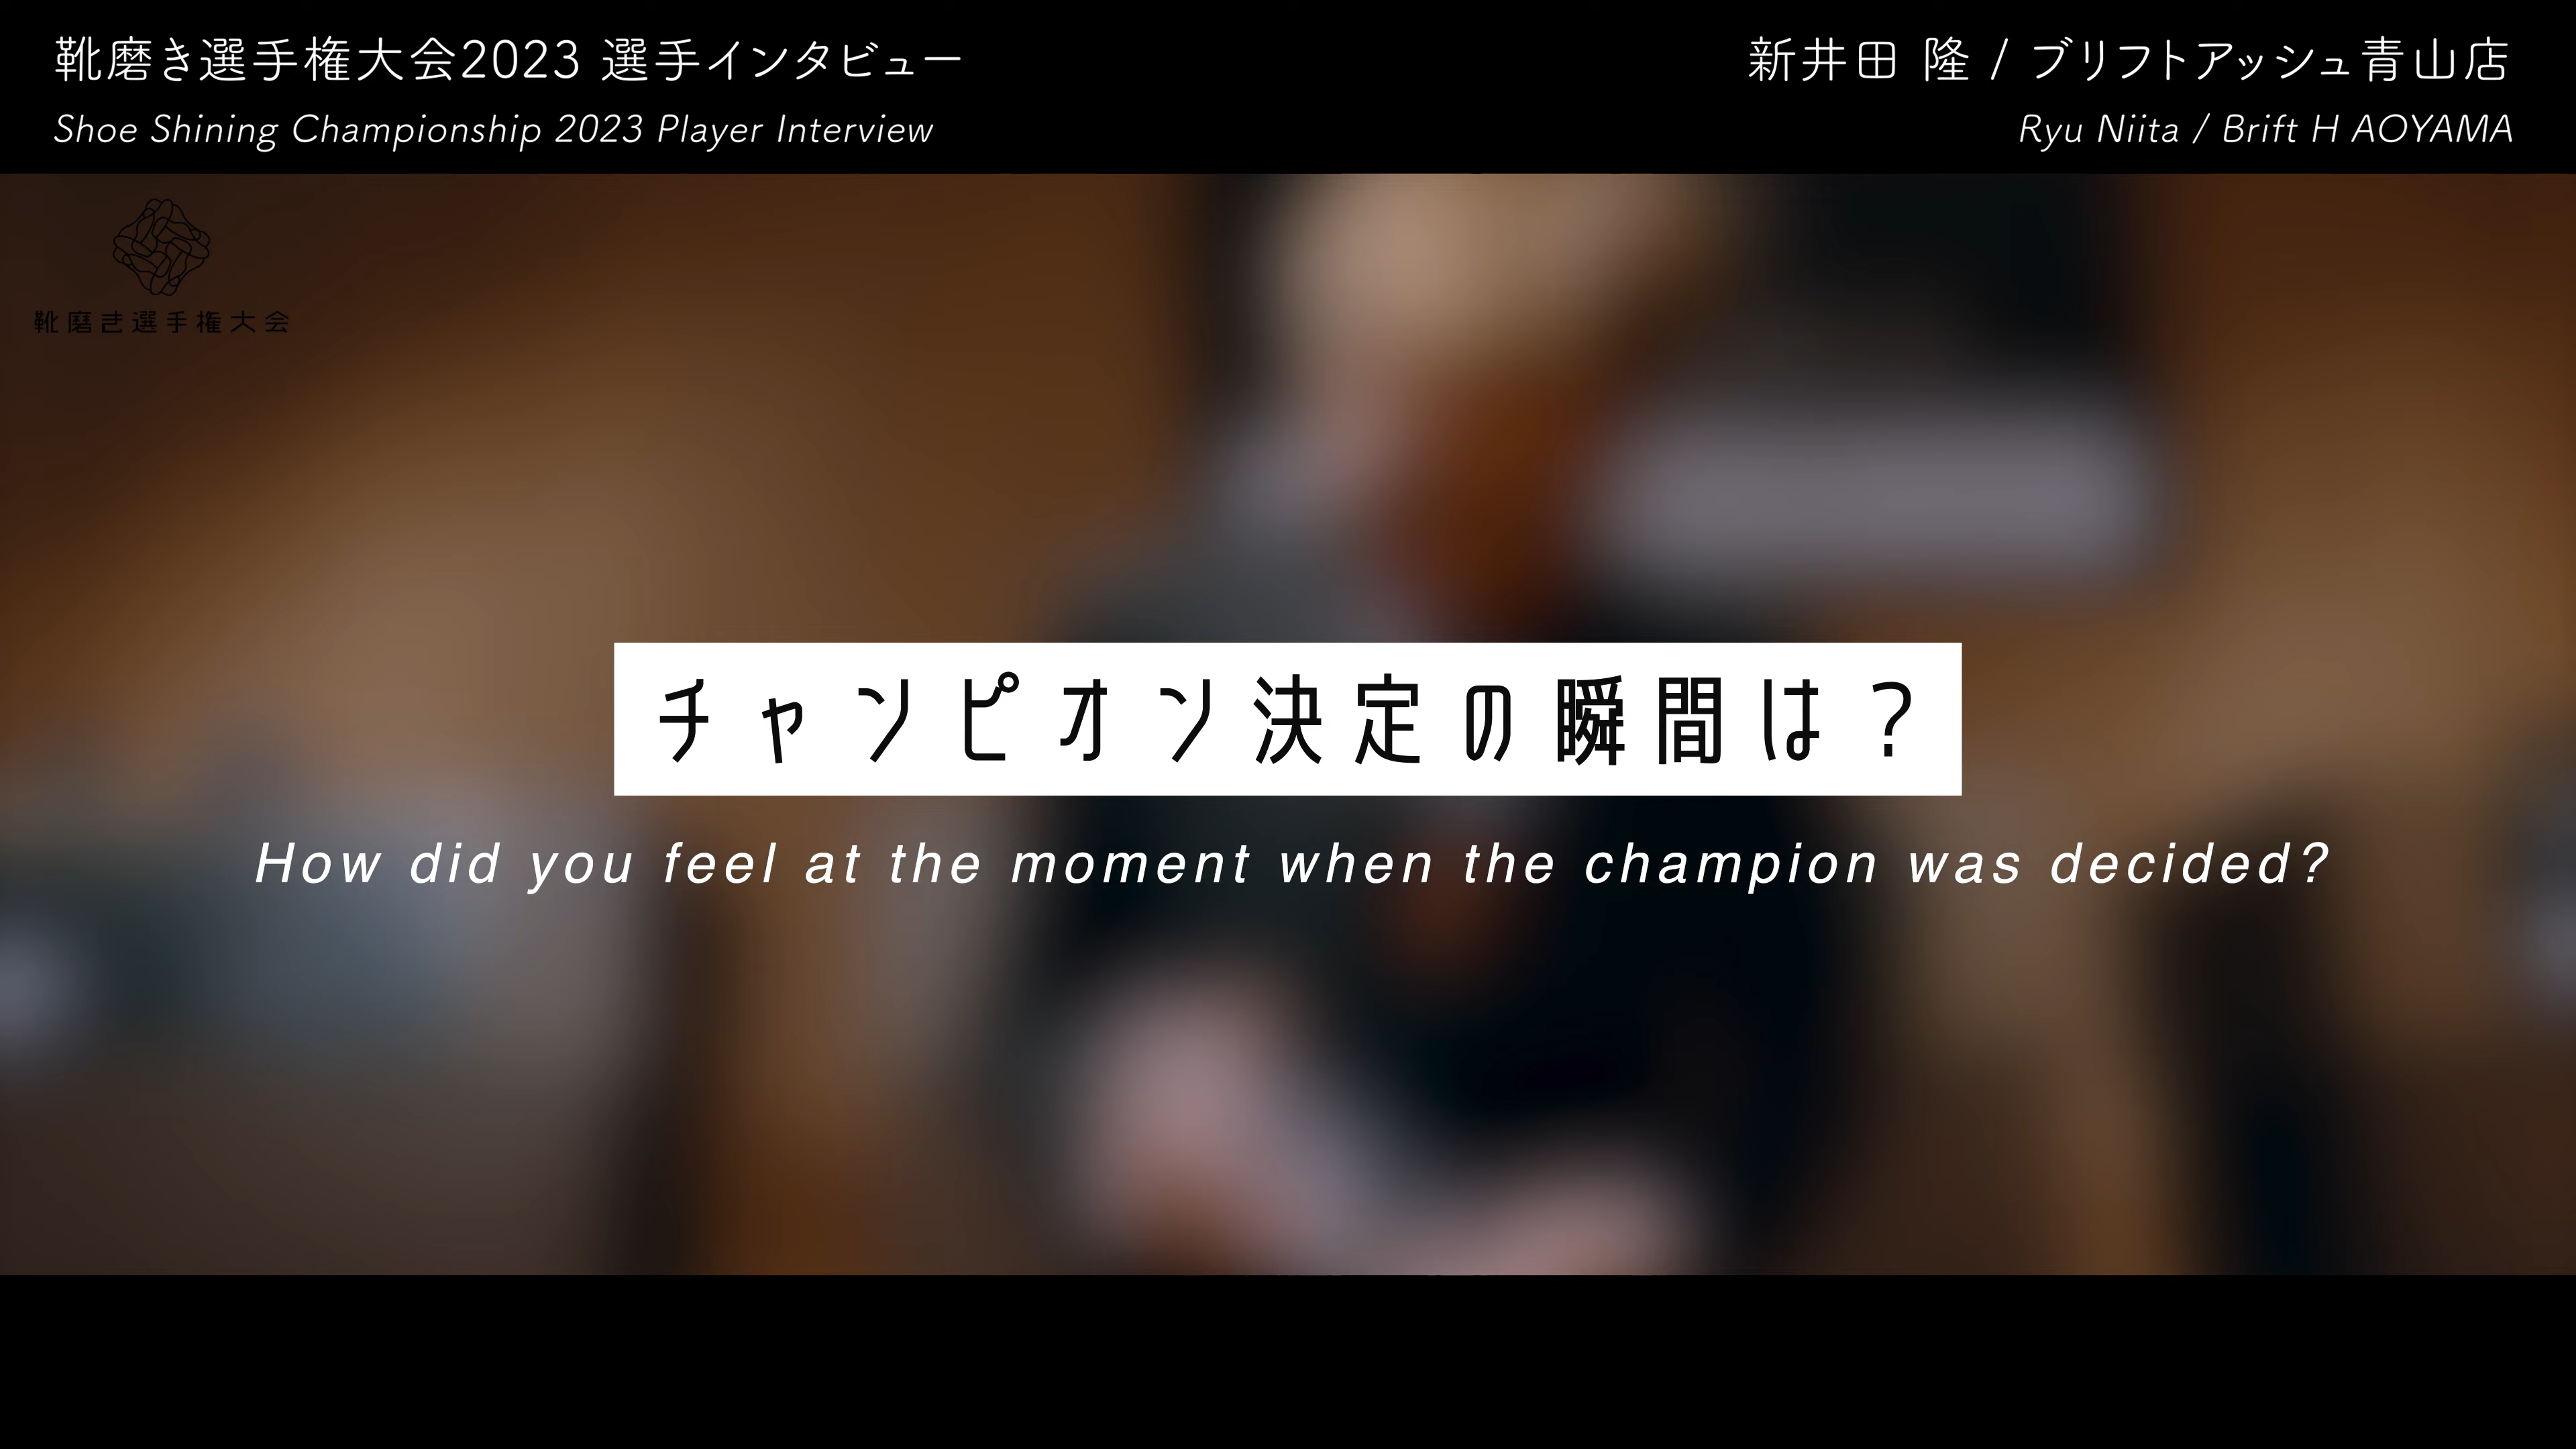 靴磨き選手権大会2023 選手インタビュー
Shoe Shining Championship 2023 Player Interview
新井田 隆 / ブリフトアッシュ青山店
Ryu Niita / Brift H AOYAMA
靴磨き選手権大会
チャンピオン決定の瞬間は?
How did you feel at the moment when the champion was decided?